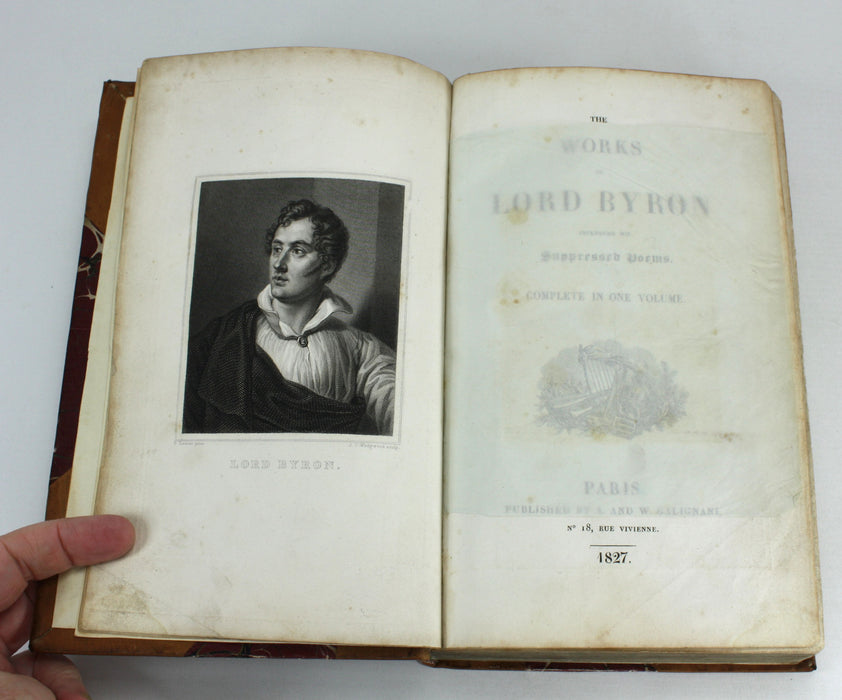 LORD BYRON.
THE
WORKS
LORD BYRON
Suppressed Poems.
COMPLETE IN ONE VOLUME.
PARIS
PUBLISHED BY A. AND W. GALIGNANI,
Nº 18, RUE VIVIENNE.
1827.